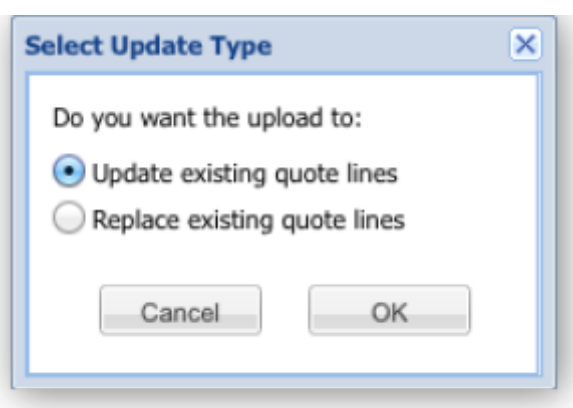 Select Update Type
Do you want the upload to:
Update existing quote lines
Replace existing quote lines
Cancel OK